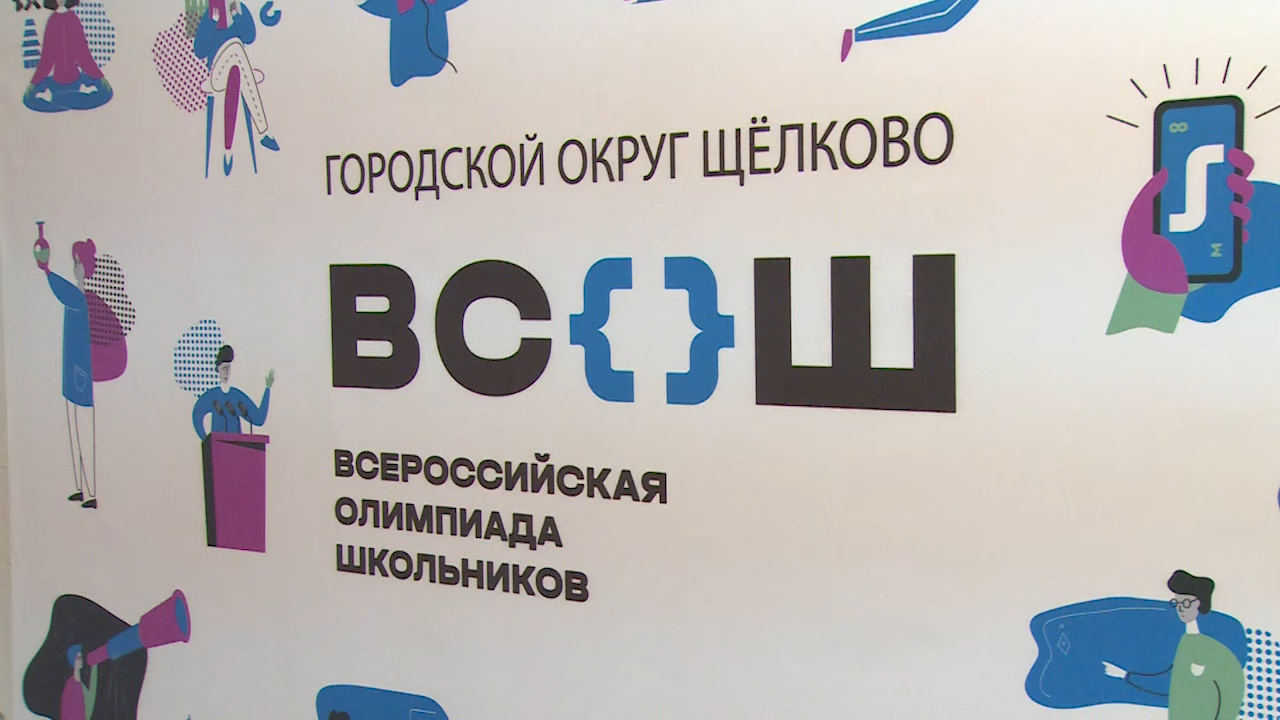 ГОРОДСКОЙ ОКРУГ ЩЁЛКОВО
ВС{}Ш
ВСЕРОССИЙСКАЯ
ОЛИМПИАДА
ШКОЛЬНИКОВ